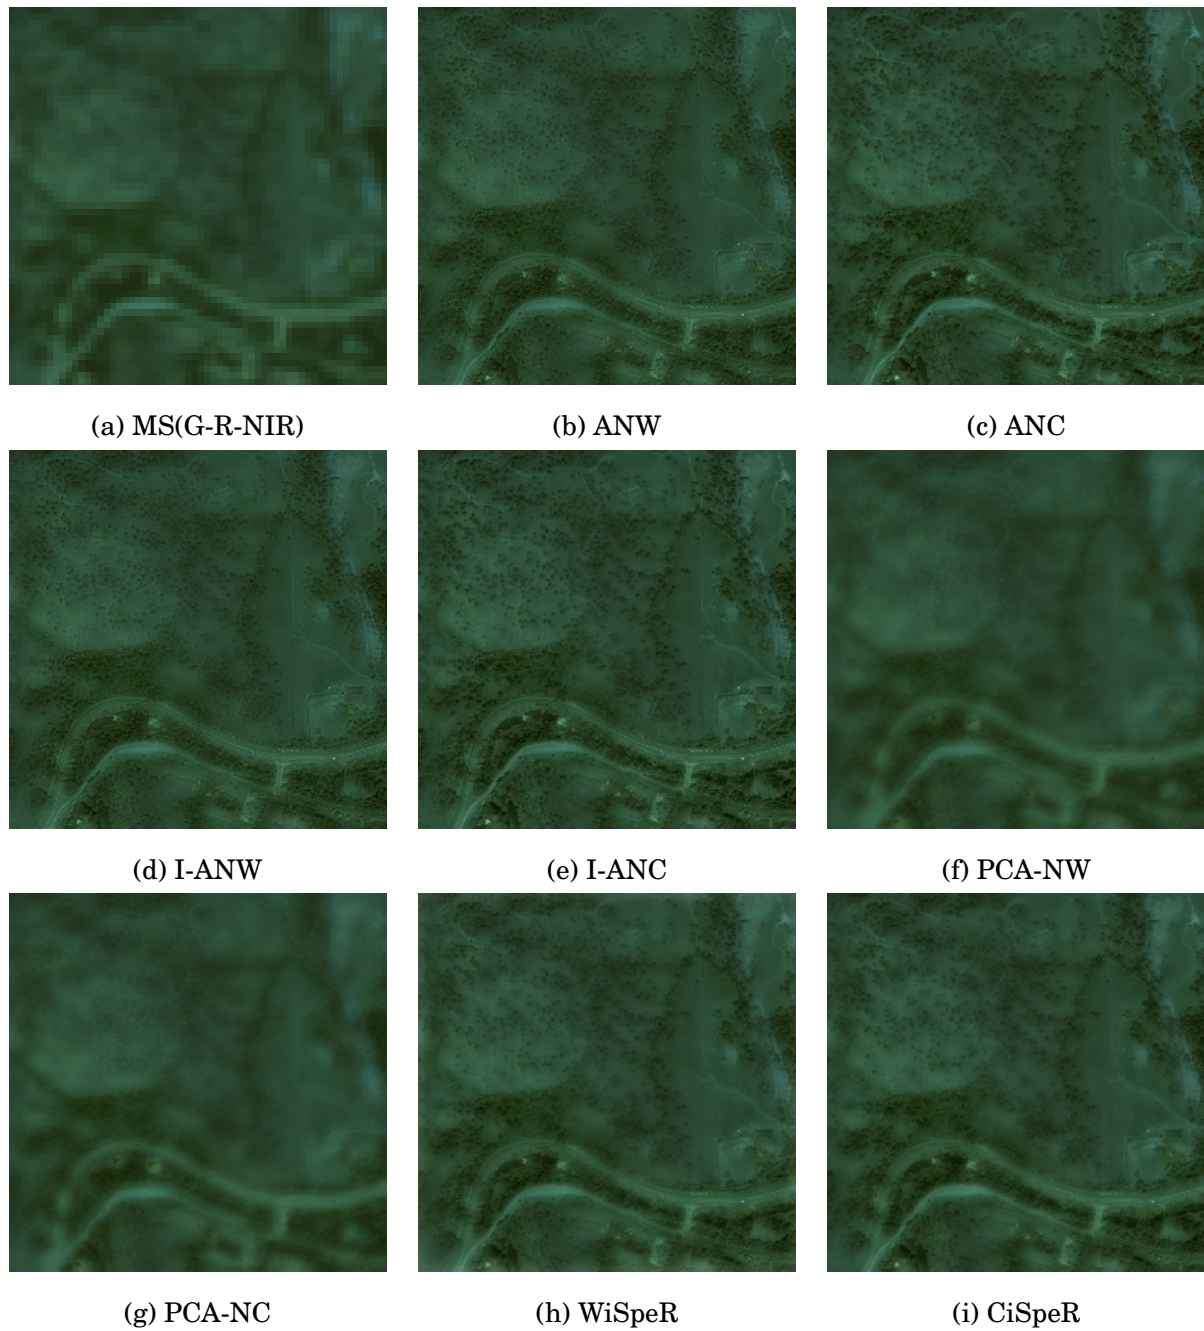 (a) MS(G-R-NIR)
(b) ANW
(c) ANC
(d) I-ANW
(e) I-ANC
(f) PCA-NW
(g) PCA-NC
(h) WiSpeR
(i) CiSpeR